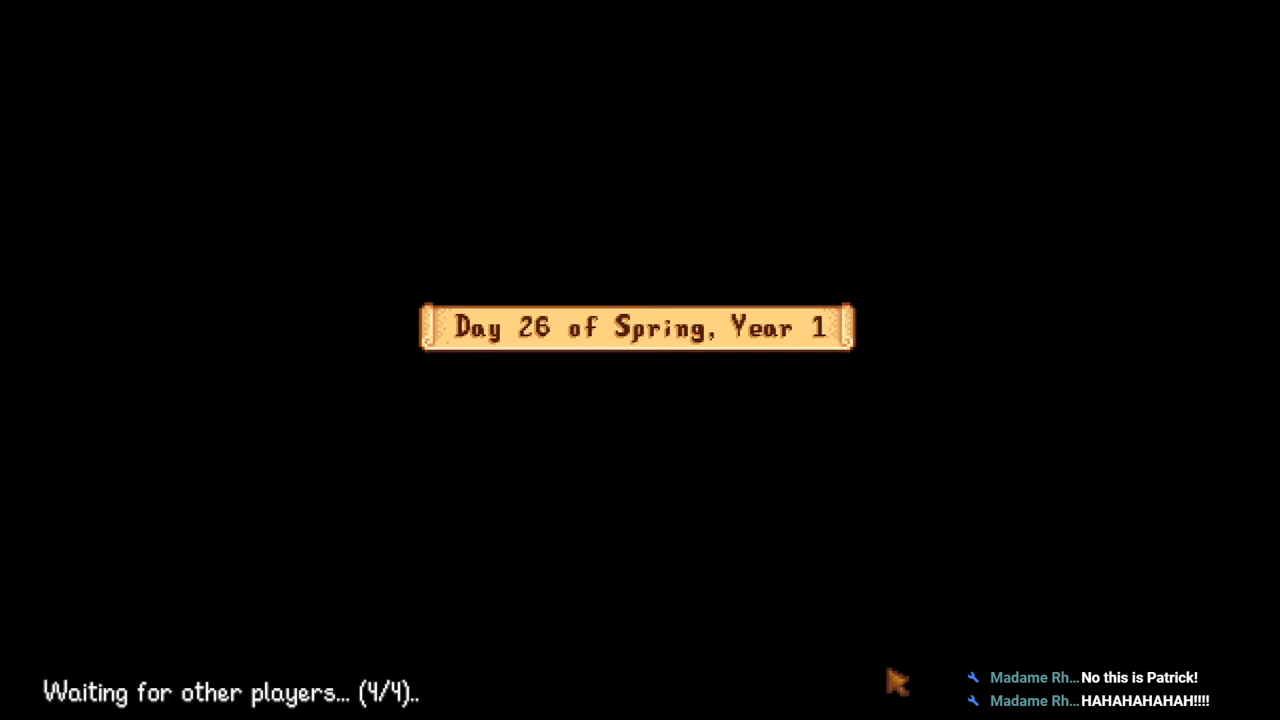 Day 26 of Spring, Year 1
Madame Rh... No this is Patrick!
Waiting for other players... (4/4)..
Madame Rh... HAHAHAHAHAH!!!!